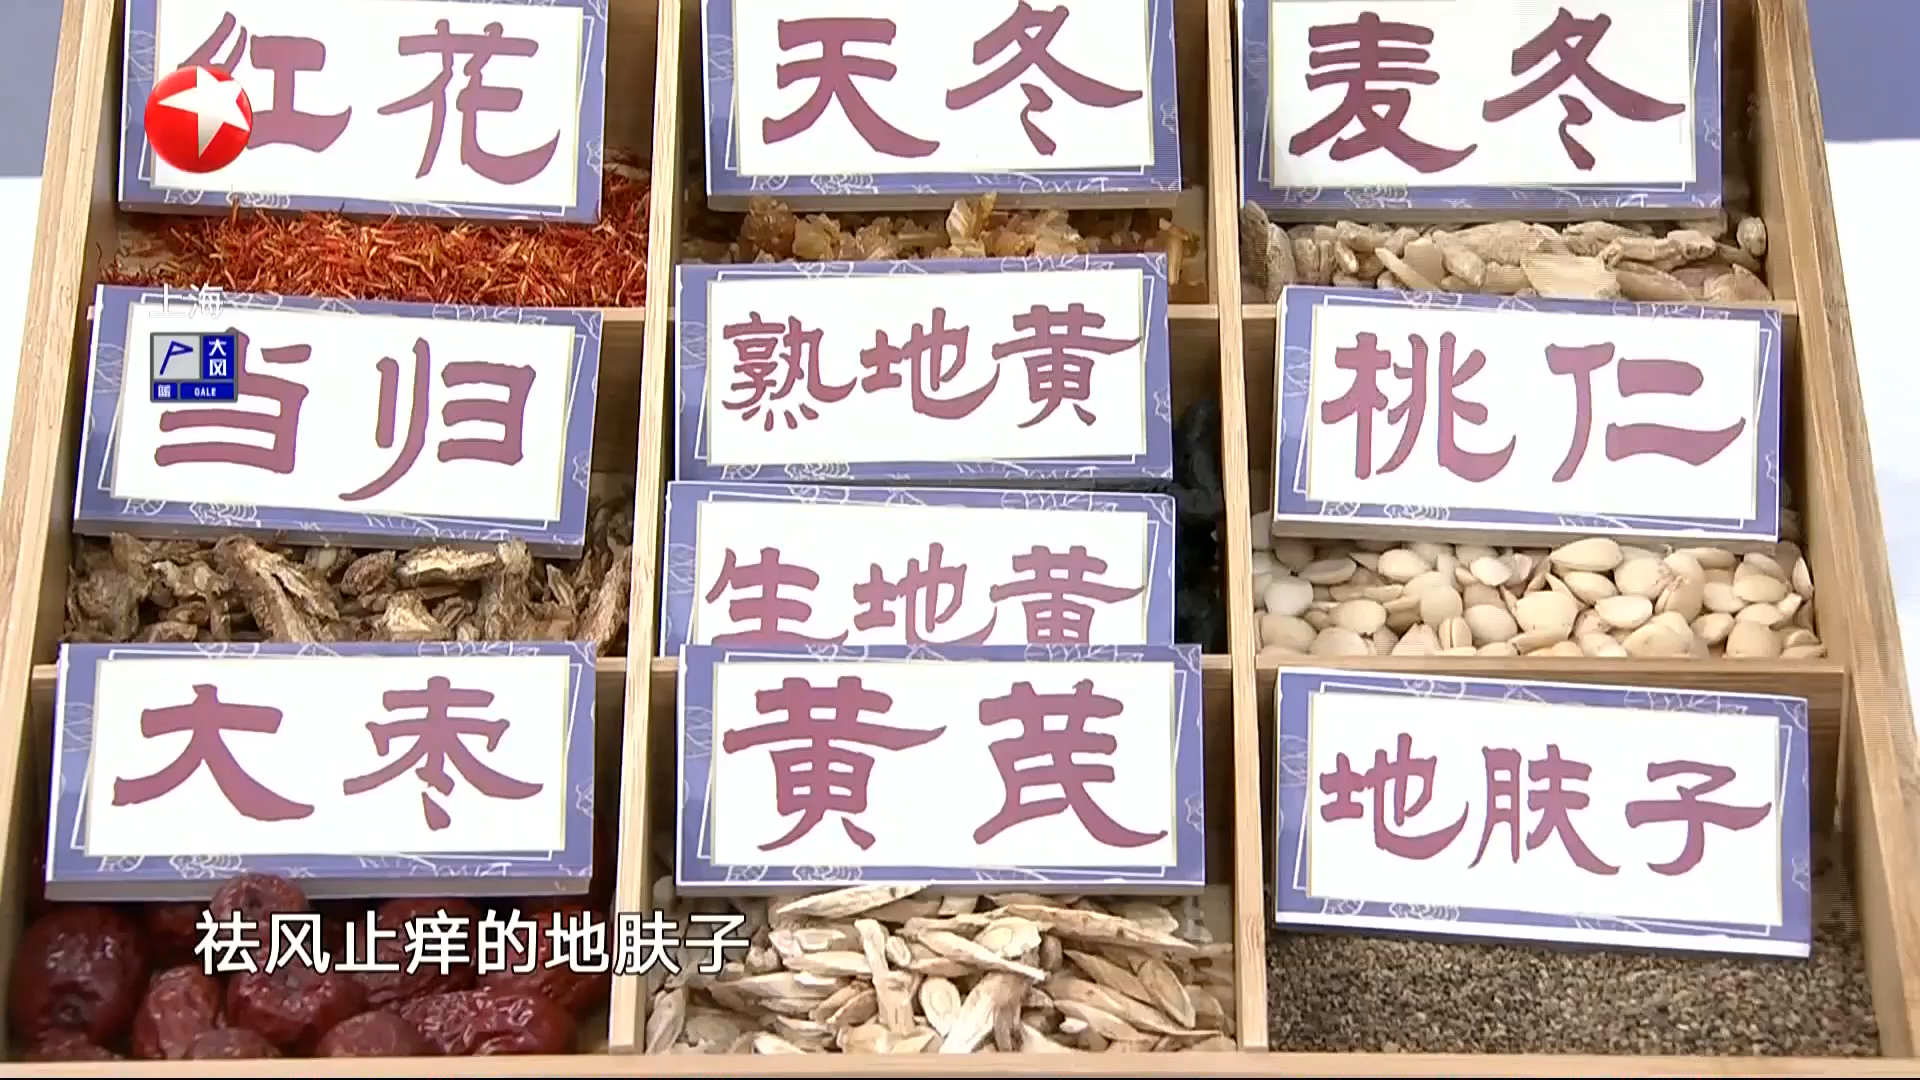 红花
天冬
麦冬
上海
大风
GALE
当归
熟地黄
桃仁
生地黄
大枣
黄芪
地肤子
祛风止痒的地肤子